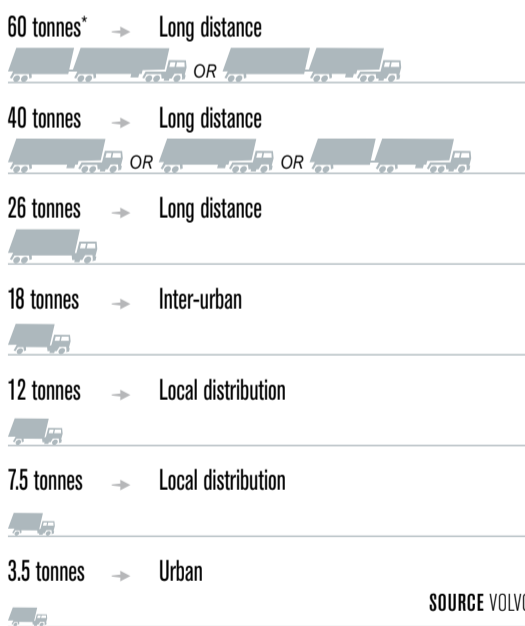 60 tonnes* → Long distance
OR
40 tonnes → Long distance
OR OR
26 tonnes → Long distance
18 tonnes → Inter-urban
12 tonnes → Local distribution
7.5 tonnes → Local distribution
3.5 tonnes → Urban
SOURCE VOLVO